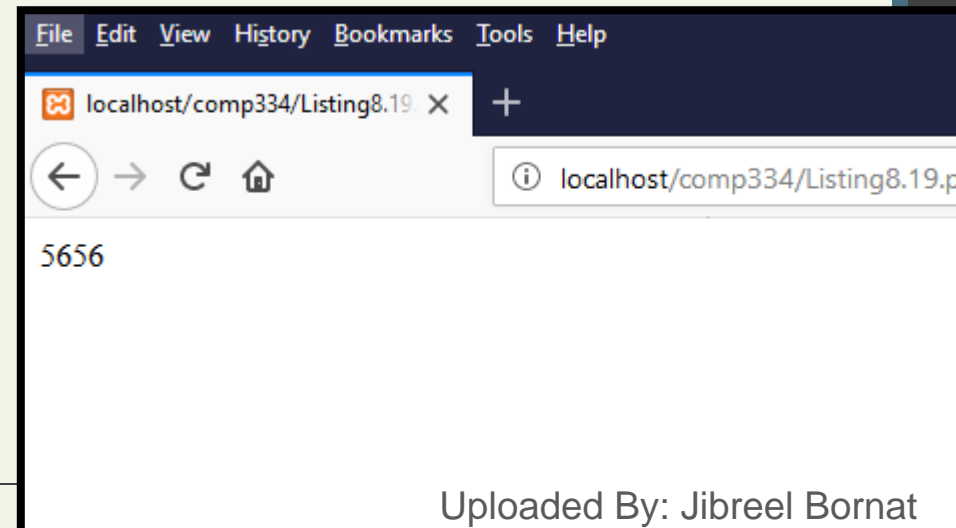 File Edit View History Bookmarks Tools Help
localhost/comp334/Listing8.19.
localhost/comp334/Listing8.19.p
5656
Uploaded By: Jibreel Bornat